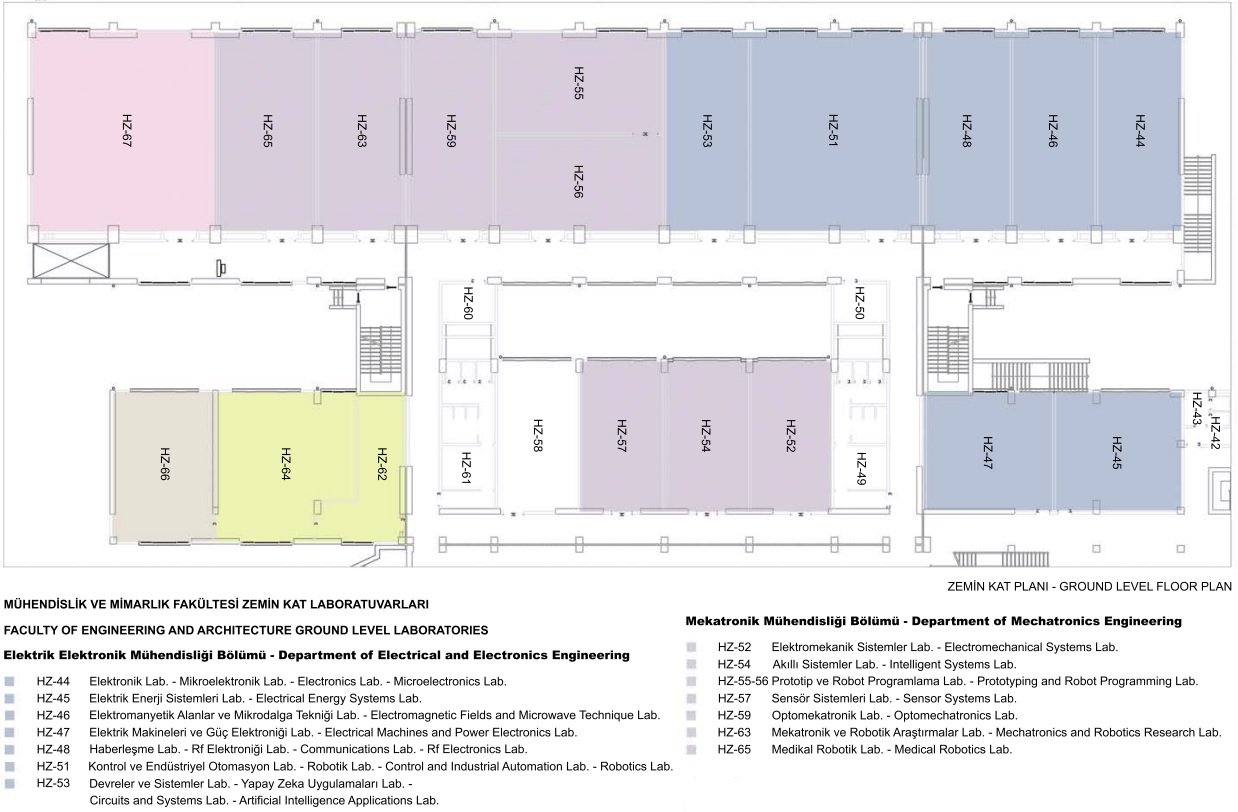 HZ-67
HZ-65
HZ-63
HZ-59
HZ-55
HZ-56
HZ-53
HZ-51
HZ-48
HZ-46
HZ-44
HZ-60
HZ-50
HZ-66
HZ-64
HZ-62
HZ-61
HZ-58
HZ-57
HZ-54
HZ-52
HZ-49
HZ-47
HZ-45
HZ-43
HZ-42
ZEMİN KAT PLANI - GROUND LEVEL FLOOR PLAN
MÜHENDİSLİK VE MİMARLIK FAKÜLTESİ ZEMİN KAT LABORATUVARLARI
FACULTY OF ENGINEERING AND ARCHITECTURE GROUND LEVEL LABORATORIES
Elektrik Elektronik Mühendisliği Bölümü - Department of Electrical and Electronics Engineering
HZ-44 Elektronik Lab. - Mikroelektronik Lab. - Electronics Lab. - Microelectronics Lab.
HZ-45 Elektrik Enerji Sistemleri Lab. - Electrical Energy Systems Lab.
HZ-46 Elektromanyetik Alanlar ve Mikrodalga Tekniği Lab. - Electromagnetic Fields and Microwave Technique Lab.
HZ-47 Elektrik Makineleri ve Güç Elektroniği Lab. - Electrical Machines and Power Electronics Lab.
HZ-48 Haberleşme Lab. - Rf Elektroniği Lab. - Communications Lab. - Rf Electronics Lab.
HZ-51 Kontrol ve Endüstriyel Otomasyon Lab. - Robotik Lab. - Control and Industrial Automation Lab. - Robotics Lab.
HZ-53 Devreler ve Sistemler Lab. - Yapay Zeka Uygulamaları Lab. -
Circuits and Systems Lab. - Artificial Intelligence Applications Lab.
Mekatronik Mühendisliği Bölümü - Department of Mechatronics Engineering
HZ-52 Elektromekanik Sistemler Lab. - Electromechanical Systems Lab.
HZ-54 Akıllı Sistemler Lab. - Intelligent Systems Lab.
HZ-55-56 Prototip ve Robot Programlama Lab. - Prototyping and Robot Programming Lab.
HZ-57 Sensör Sistemleri Lab. - Sensor Systems Lab.
HZ-59 Optomekatronik Lab. - Optomechatronics Lab.
HZ-63 Mekatronik ve Robotik Araştırmalar Lab. - Mechatronics and Robotics Research Lab.
HZ-65 Medikal Robotik Lab. - Medical Robotics Lab.